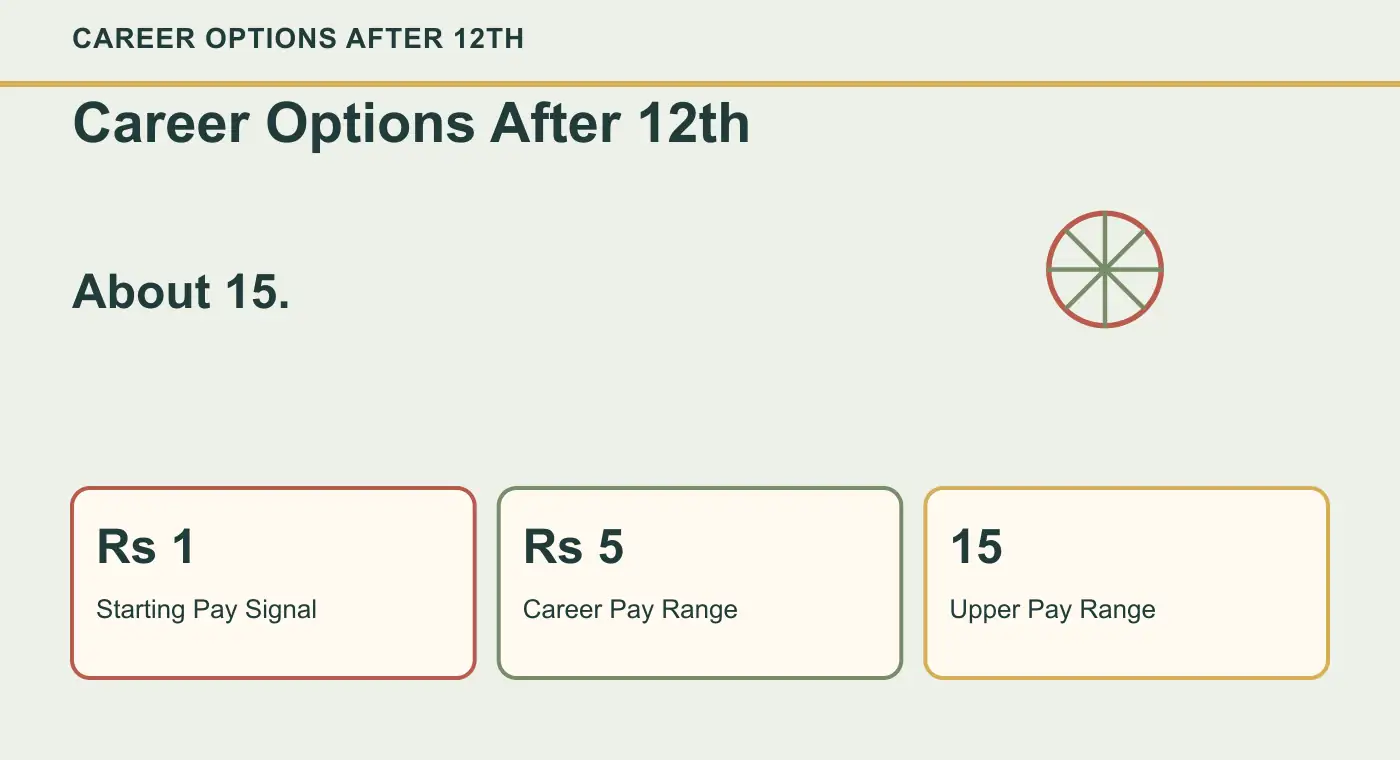 CAREER OPTIONS AFTER 12TH
Career Options After 12th
About 15.
Rs 1
Starting Pay Signal
Rs 5
Career Pay Range
15
Upper Pay Range